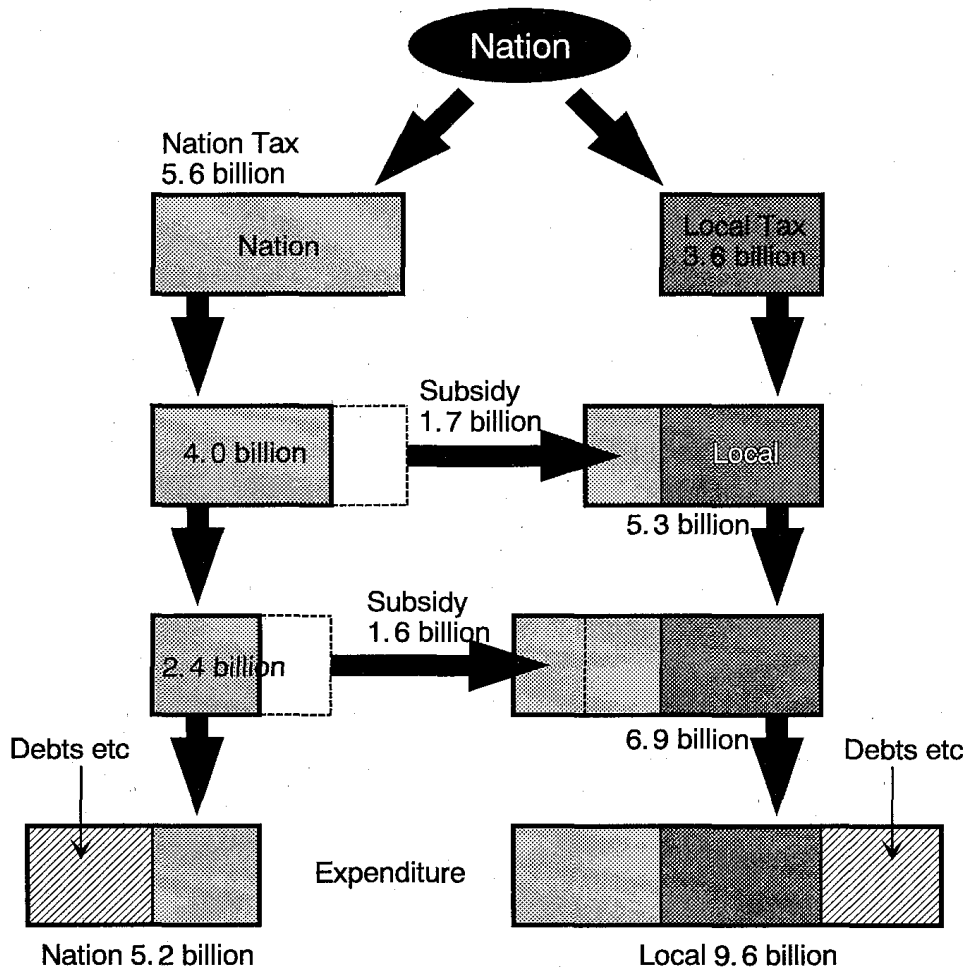 Nation
Nation Tax
5.6 billion
Nation
Local Tax
3.6 billion
Subsidy
1.7 billion
4.0 billion
Local
5.3 billion
Subsidy
1.6 billion
2.4 billion
6.9 billion
Debts etc
Debts etc
Expenditure
Nation 5.2 billion
Local 9.6 billion